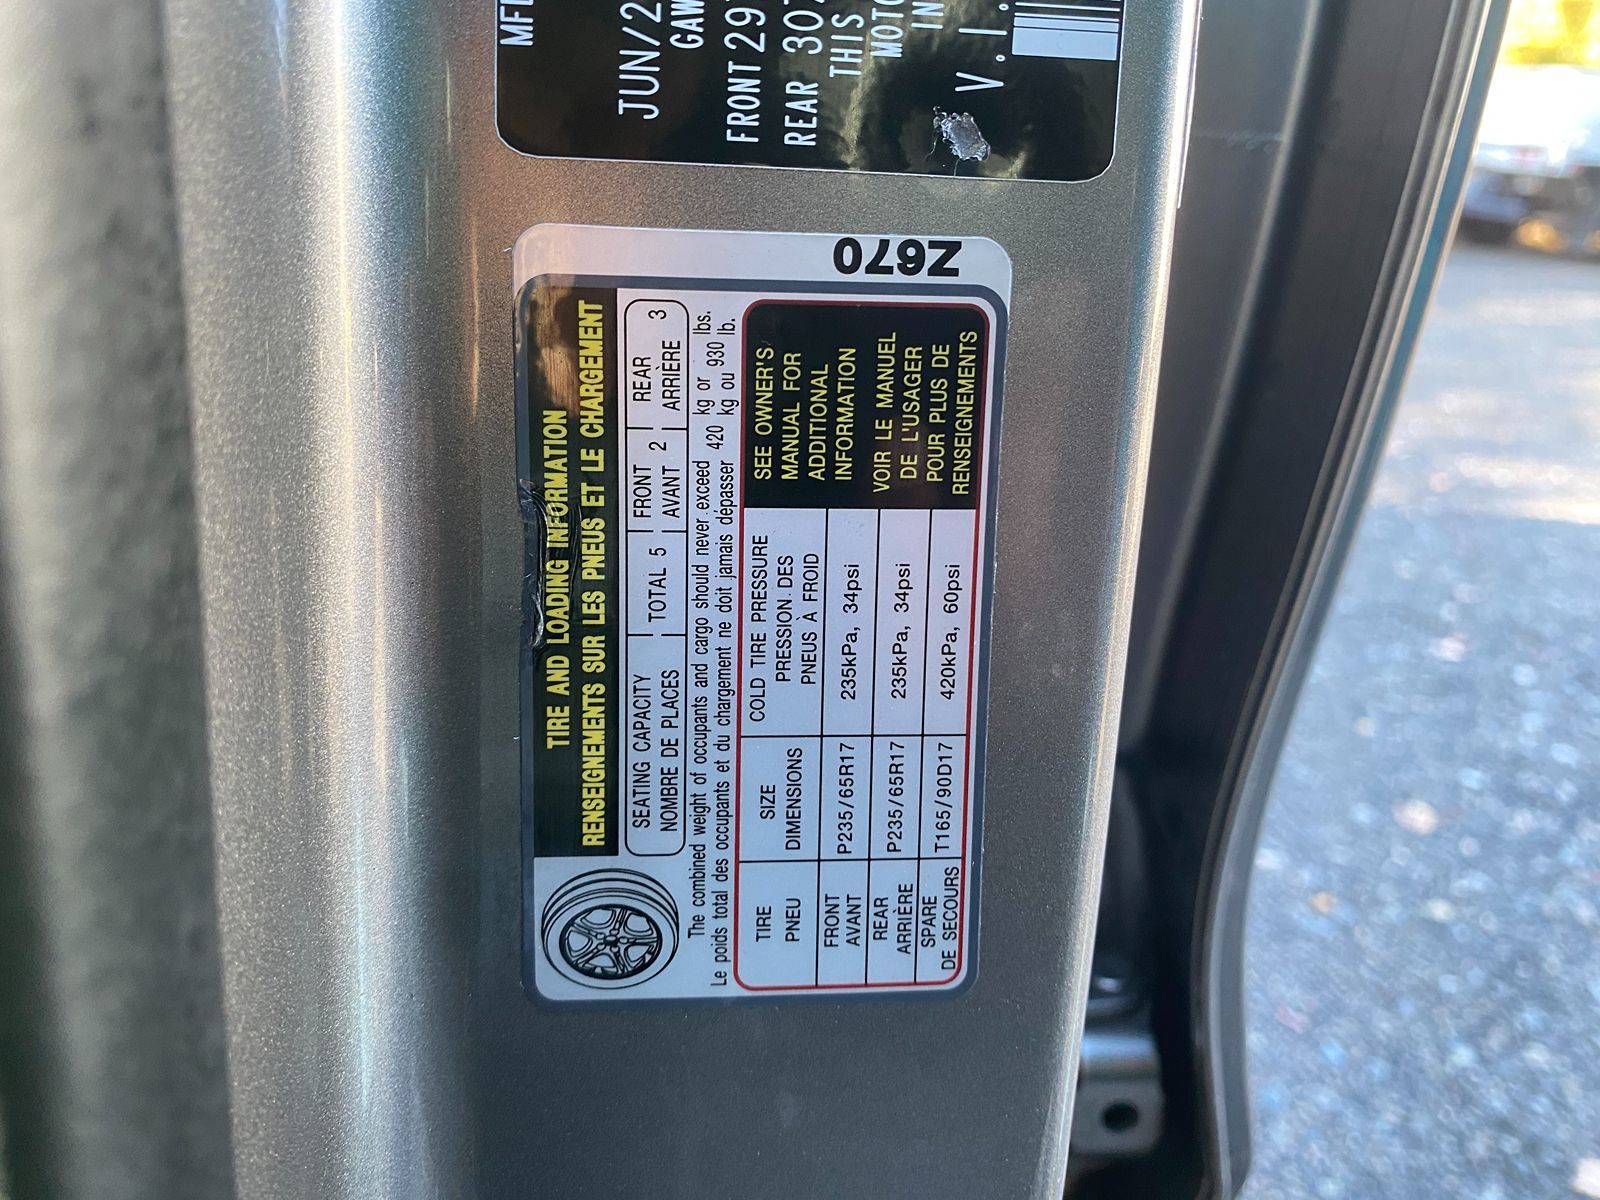 JUN/2
FRONT 29
REAR 307
THIS
MOTO
IN
V.I.
Z670
TIRE AND LOADING INFORMATION
RENSEIGNEMENTS SUR LES PNEUS ET LE CHARGEMENT
SEATING CAPACITY
NOMBRE DE PLACES
TOTAL 5
FRONT
AVANT 2
REAR
ARRIÈRE 3
The combined weight of occupants and cargo should never exceed 420 kg or 930 lbs.
Le poids total des occupants et du chargement ne doit jamais dépasser 420 kg ou 930 lb.
TIRE
PNEU
SIZE
DIMENSIONS
COLD TIRE PRESSURE
PRESSION DES
PNEUS À FROID
FRONT
AVANT
P235/65R17
235kPa, 34psi
REAR
ARRIÈRE
P235/65R17
235kPa, 34psi
SPARE
DE SECOURS
T165/90D17
420kPa, 60psi
SEE OWNER'S
MANUAL FOR
ADDITIONAL
INFORMATION
VOIR LE MANUEL
DE L'USAGER
POUR PLUS DE
RENSEIGNEMENTS